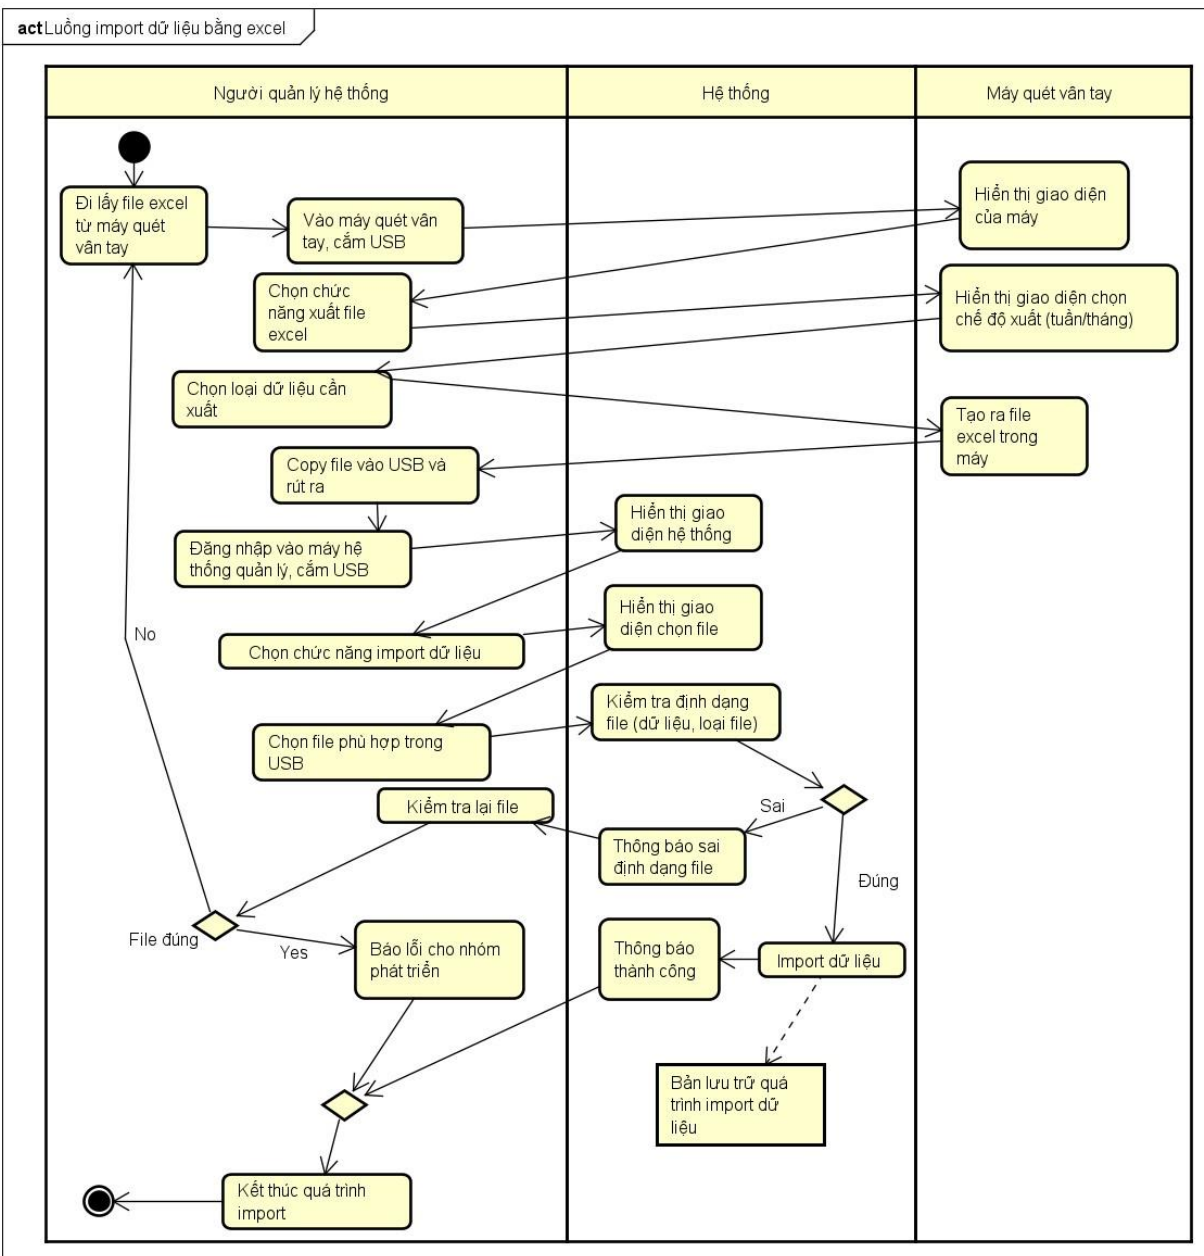 act Luồng import dữ liệu bằng excel
Người quản lý hệ thống
Hệ thống
Máy quét vân tay
Đi lấy file excel
từ máy quét
vân tay
Vào máy quét vân
tay, cắm USB
Hiển thị giao diện
của máy
Chọn chức
năng xuất file
excel
Hiển thị giao diện chọn
chế độ xuất (tuần/tháng)
Chọn loại dữ liệu cần
xuất
Tạo ra file
excel trong
máy
Copy file vào USB và
rút ra
Hiển thị giao
diện hệ thống
Đăng nhập vào máy hệ
thống quản lý, cắm USB
Hiển thị giao
diện chọn file
No
Chọn chức năng import dữ liệu
Kiểm tra định dạng
file (dữ liệu, loại file)
Chọn file phù hợp trong
USB
Kiểm tra lại file
Sai
Thông báo sai
định dạng file
Đúng
File đúng
Yes
Báo lỗi cho nhóm
phát triển
Thông báo
thành công
Import dữ liệu
Bản lưu trữ quá
trình import dữ
liệu
Kết thúc quá trình
import